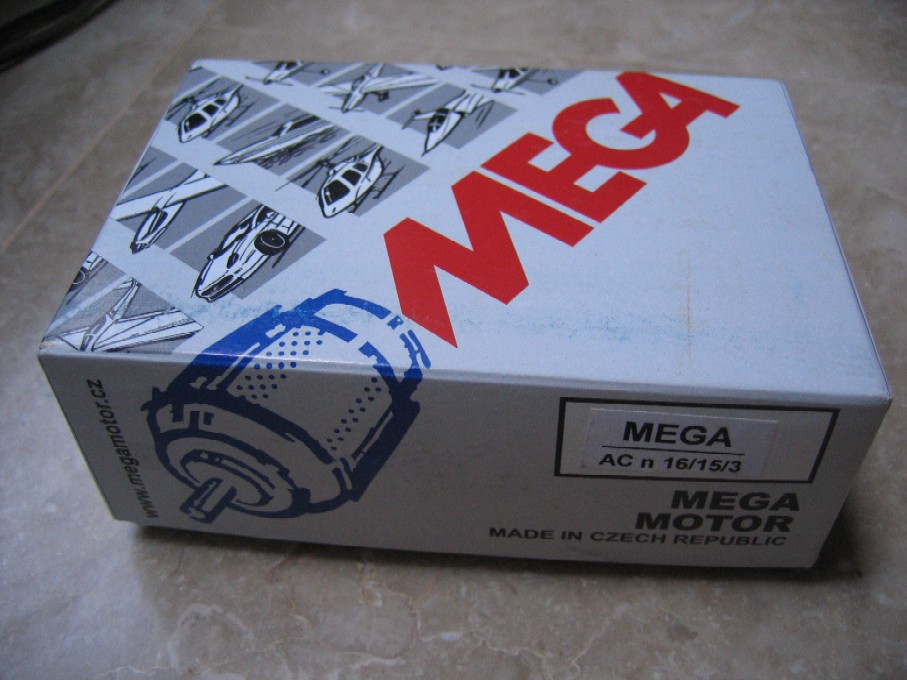 MEGA
www.megamotor.cz
MEGA
AC n 16/15/3
MEGA
MOTOR
MADE IN CZECH REPUBLIC